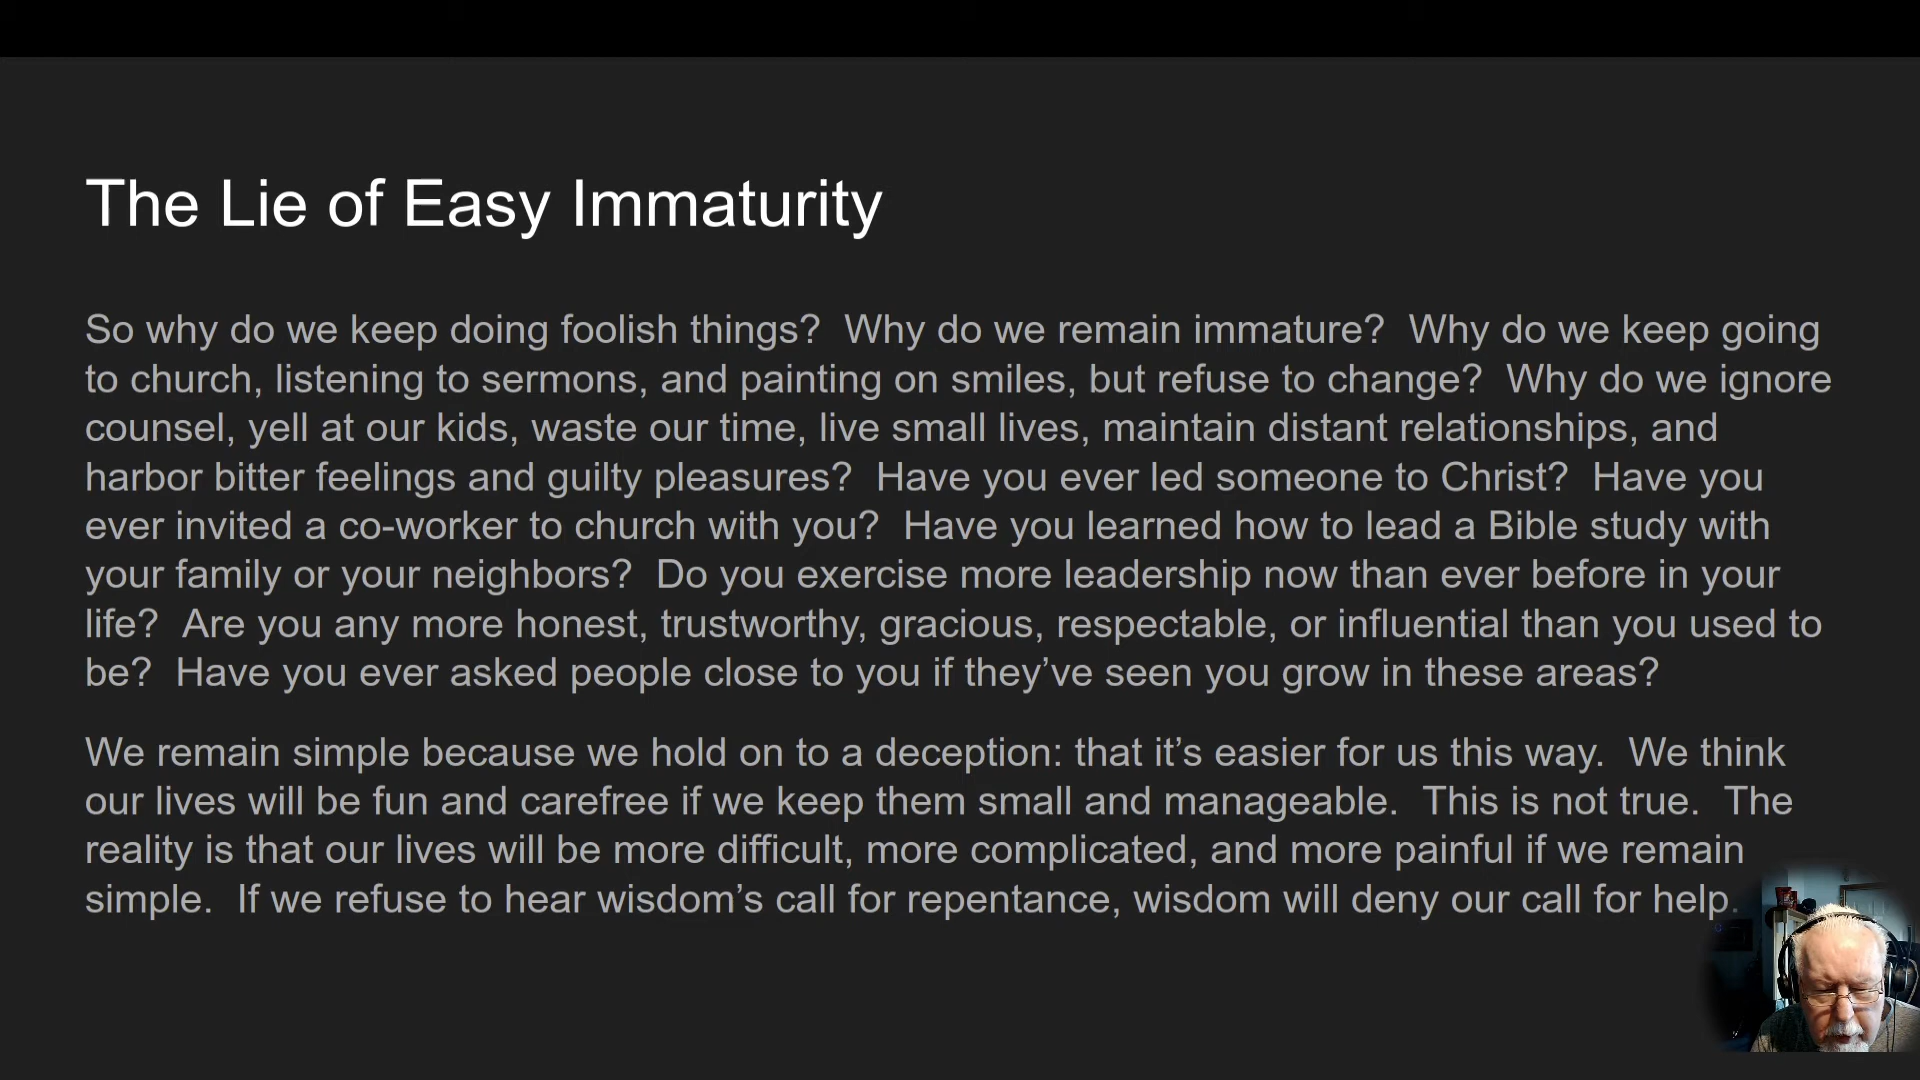 The Lie of Easy Immaturity
So why do we keep doing foolish things?  Why do we remain immature?  Why do we keep going
to church, listening to sermons, and painting on smiles, but refuse to change?  Why do we ignore
counsel, yell at our kids, waste our time, live small lives, maintain distant relationships, and
harbor bitter feelings and guilty pleasures?  Have you ever led someone to Christ?  Have you
ever invited a co-worker to church with you?  Have you learned how to lead a Bible study with
your family or your neighbors?  Do you exercise more leadership now than ever before in your
life?  Are you any more honest, trustworthy, gracious, respectable, or influential than you used to
be?  Have you ever asked people close to you if they’ve seen you grow in these areas?
We remain simple because we hold on to a deception: that it’s easier for us this way.  We think
our lives will be fun and carefree if we keep them small and manageable.  This is not true.  The
reality is that our lives will be more difficult, more complicated, and more painful if we remain
simple.  If we refuse to hear wisdom’s call for repentance, wisdom will deny our call for help.